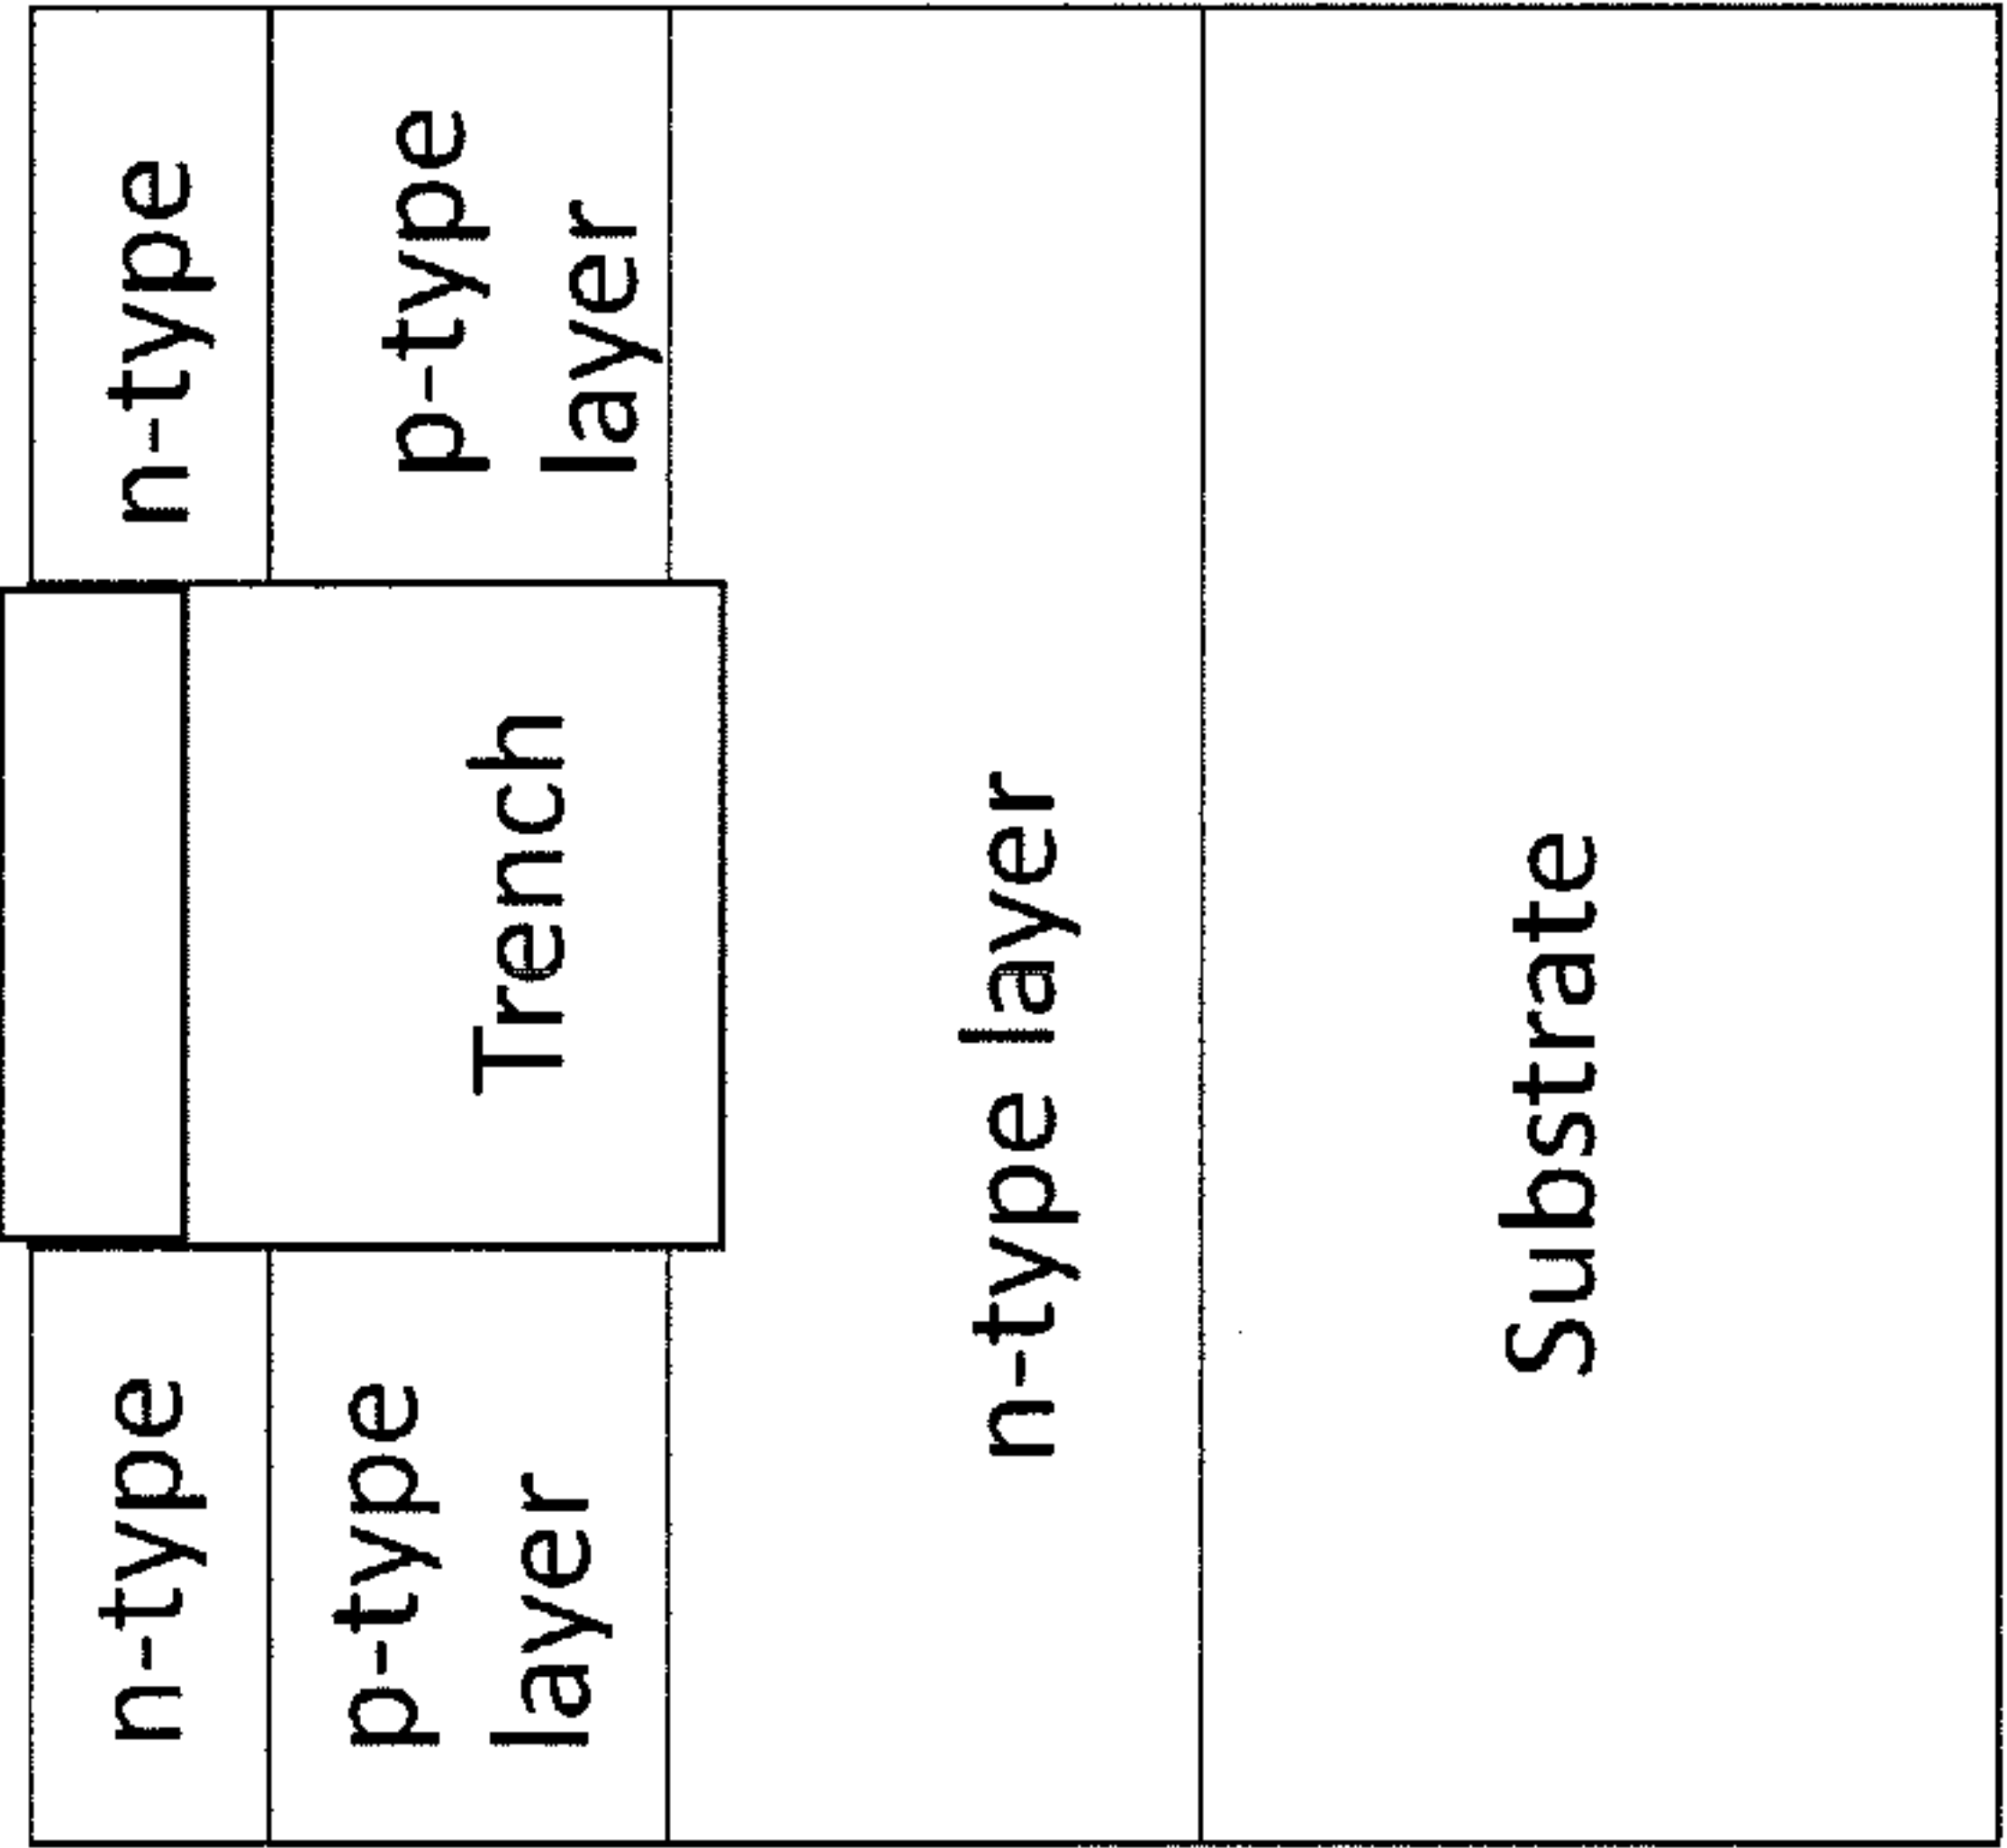 n-type
n-type
p-type
layer
p-type
layer
Trench
n-type layer
Substrate